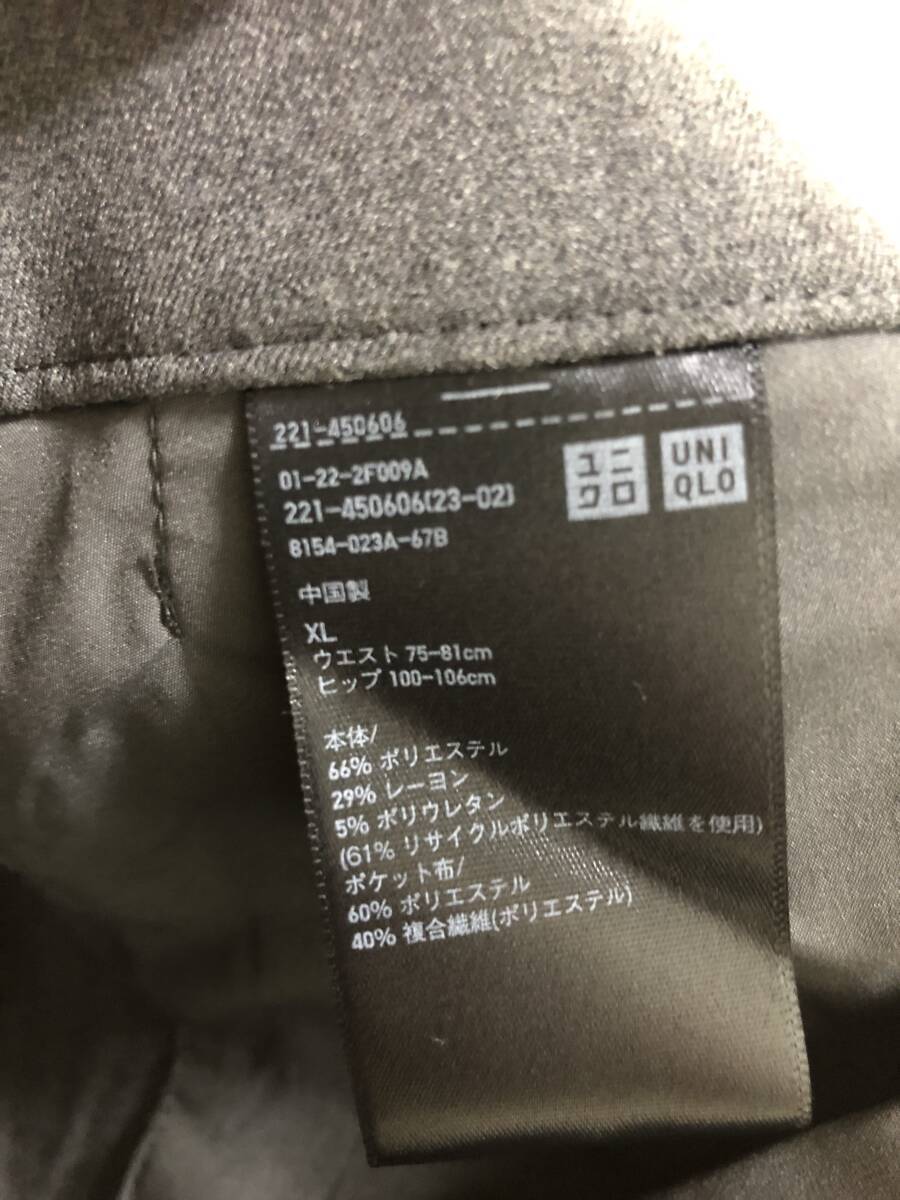 221-450606
01-22-2F009A
221-450606(23-02)
8154-023A-67B
ユニ
クロ
UNI
QLO
中国製
XL
ウエスト 75-81cm
ヒップ 100-106cm
本体/
66% ポリエステル
29% レーヨン
5% ポリウレタン
(61% リサイクルポリエステル繊維を使用)
ポケット布/
60% ポリエステル
40% 複合繊維(ポリエステル)